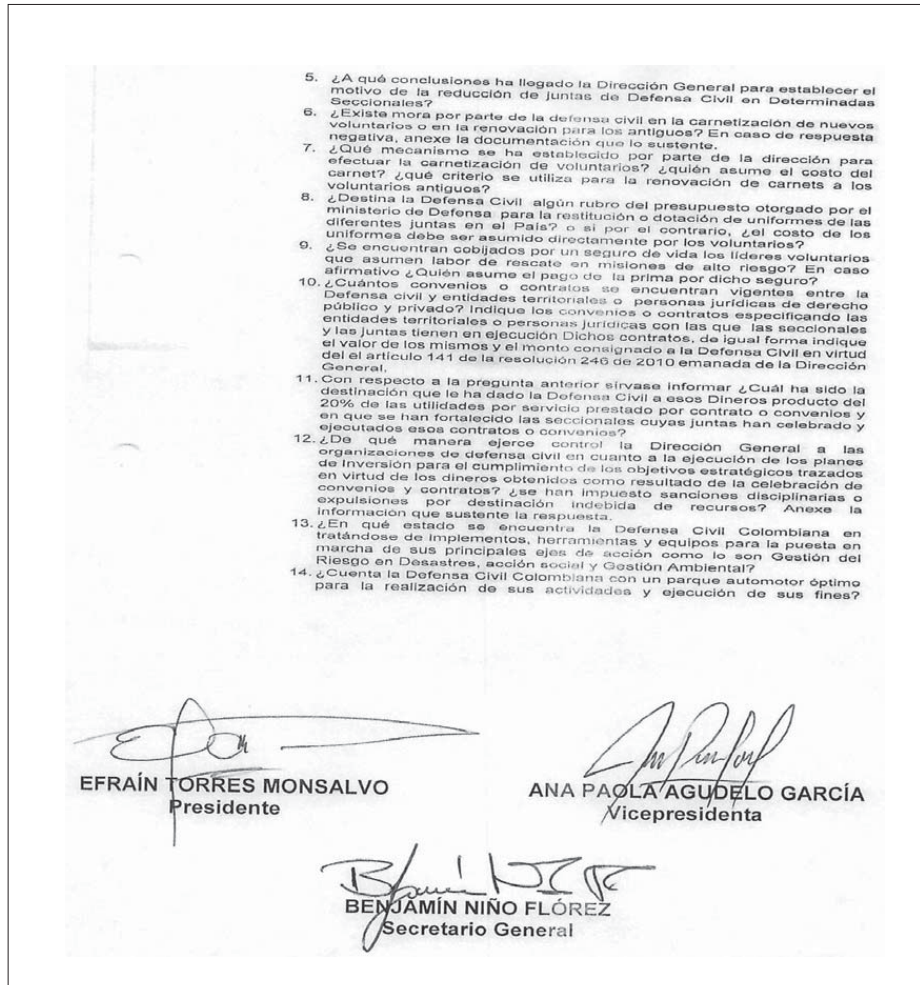 5. ¿A qué conclusiones ha llegado la Dirección General para establecer el
motivo de la reducción de juntas de Defensa Civil en Determinadas
Seccionales?
6. ¿Existe mora por parte de la defensa civil en la carnetización de nuevos
voluntarios o en la renovación para los antiguos? En caso de respuesta
negativa, anexe la documentación que lo sustente.
7. ¿Qué mecanismo se ha establecido por parte de la dirección para
efectuar la carnetización de voluntarios? ¿quién asume el costo del
carnet? ¿qué criterio se utiliza para la renovación de carnets a los
voluntarios antiguos?
8. ¿Destina la Defensa Civil algún rubro del presupuesto otorgado por el
ministerio de Defensa para la restitución o dotación de uniformes de las
diferentes juntas en el País? o si por el contrario, ¿el costo de los
uniformes debe ser asumido directamente por los voluntarios?
9. ¿Se encuentran cobijados por un seguro de vida los líderes voluntarios
que asumen labor de rescate en misiones de alto riesgo? En caso
afirmativo ¿Quién asume el pago de la prima por dicho seguro?
10. ¿Cuántos convenios o contratos se encuentran vigentes entre la
Defensa civil y entidades territoriales o personas jurídicas de derecho
público y privado? Indique los convenios o contratos especificando las
entidades territoriales o personas jurídicas con las que las seccionales
y las juntas tienen en ejecución Dichos contratos, de igual forma indique
el valor de los mismos y el monto consignado a la Defensa Civil en virtud
del el artículo 141 de la resolución 246 de 2010 emanada de la Dirección
General.
11. Con respecto a la pregunta anterior sírvase informar ¿Cuál ha sido la
destinación que le ha dado la Defensa Civil a esos Dineros producto del
20% de las utilidades por servicio prestado por contrato o convenios y
en que se han fortalecido las seccionales cuyas juntas han celebrado y
ejecutados esos contratos o convenios?
12. ¿De qué manera ejerce control la Dirección General a las
organizaciones de defensa civil en cuanto a la ejecución de los planes
de Inversión para el cumplimiento de los objetivos estratégicos trazados
en virtud de los dineros obtenidos como resultado de la celebración de
convenios y contratos? ¿se han impuesto sanciones disciplinarias o
expulsiones por destinación indebida de recursos? Anexe la
información que sustente la respuesta.
13. ¿En qué estado se encuentra la Defensa Civil Colombiana en
tratándose de implementos, herramientas y equipos para la puesta en
marcha de sus principales ejes de acción como lo son Gestión del
Riesgo en Desastres, acción social y Gestión Ambiental?
14. ¿Cuenta la Defensa Civil Colombiana con un parque automotor óptimo
para la realización de sus actividades y ejecución de sus fines?
EFRAÍN TORRES MONSALVO
Presidente
ANA PAOLA AGUDELO GARCÍA
Vicepresidenta
BENJAMÍN NIÑO FLÓREZ
Secretario General